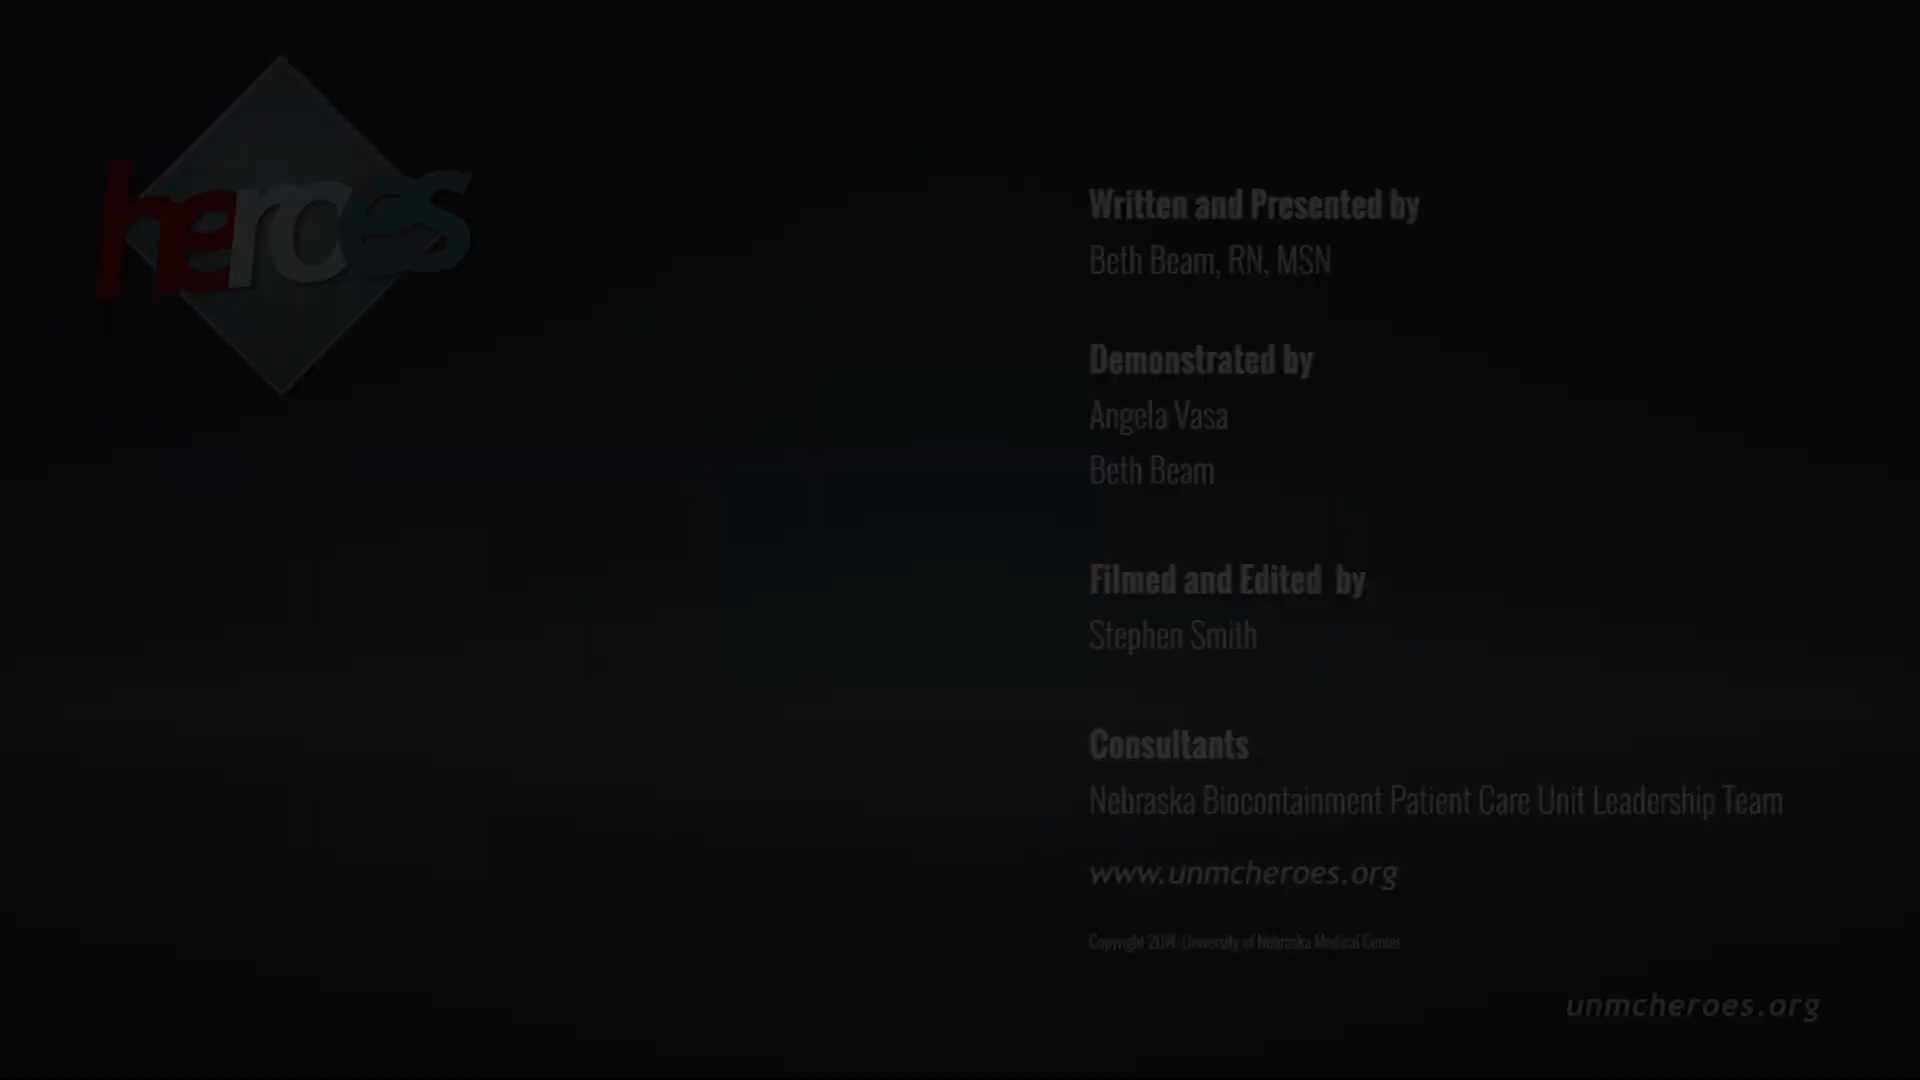 heroes
Written and Presented by
Beth Beam, RN, MSN
Demonstrated by
Angela Vasa
Beth Beam
Filmed and Edited by
Stephen Smith
Consultants
Nebraska Biocontainment Patient Care Unit Leadership Team
www.unmcheroes.org
Copyright 2014 University of Nebraska Medical Center
unmcheroes.org